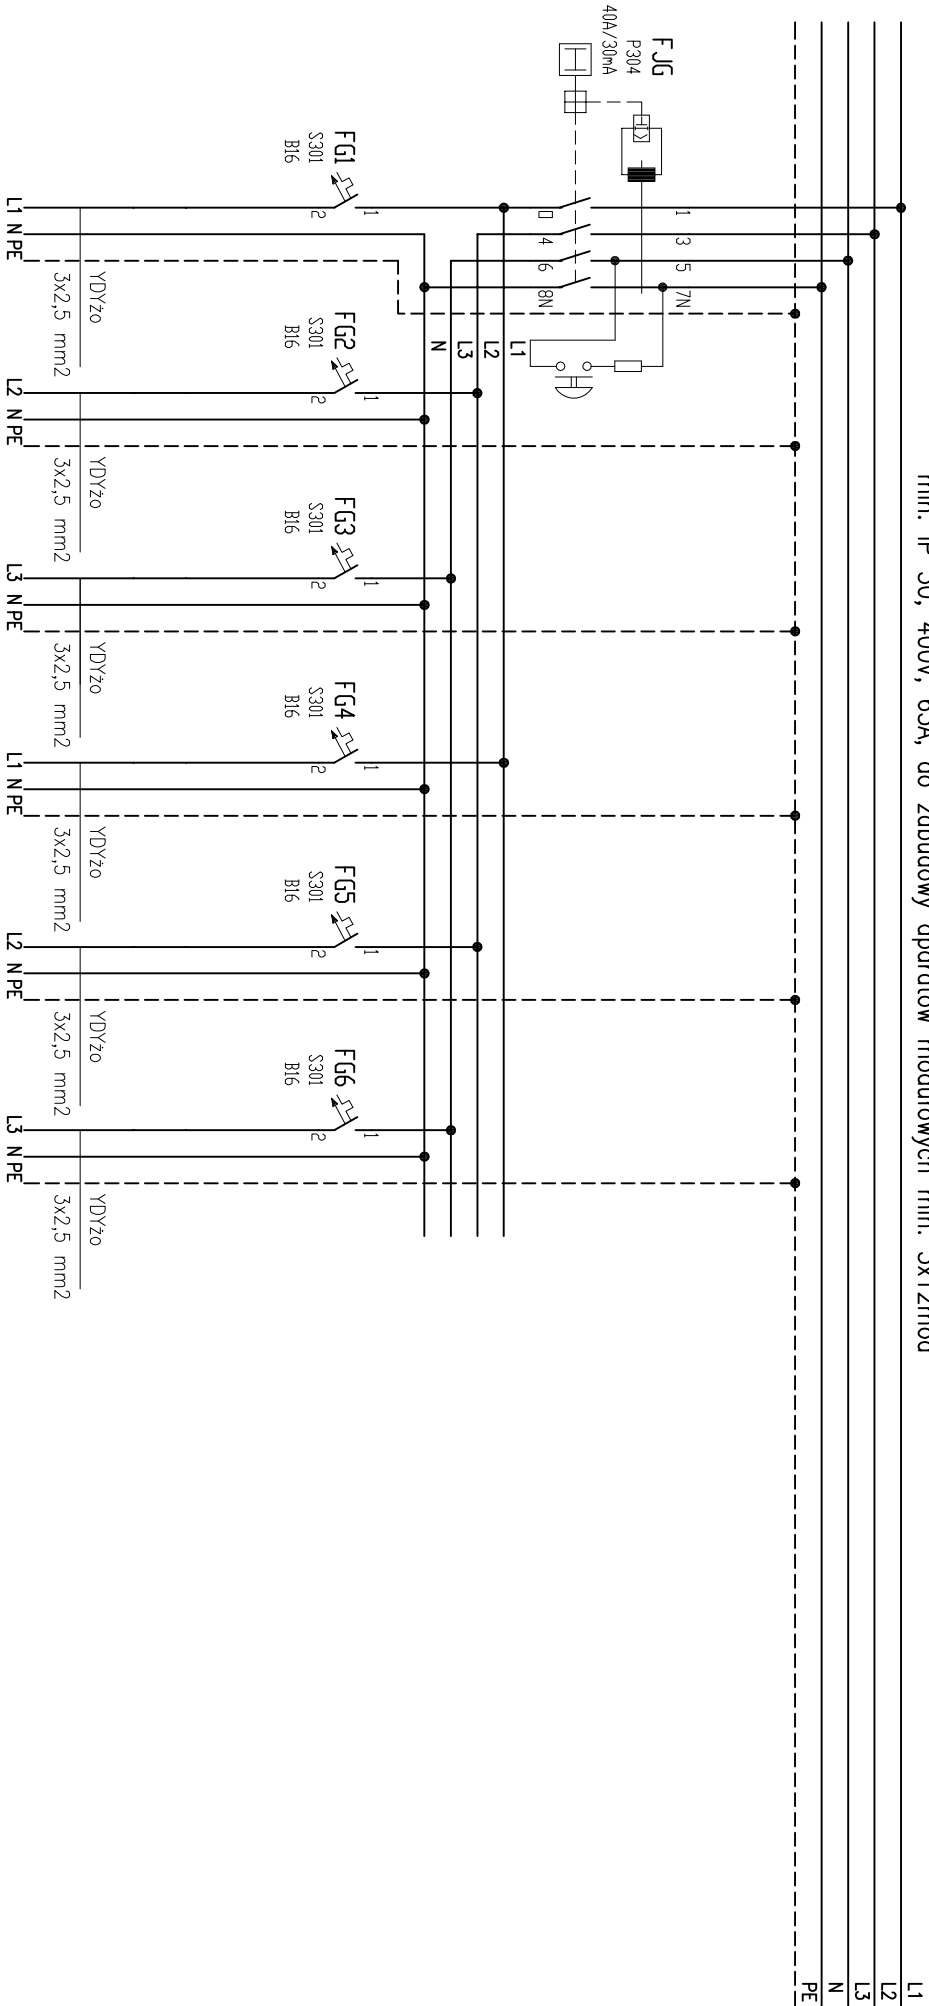 min. IP 30, 400V, 63A, do zabudowy aparatów modułowych min. 3x12mod
L1
L2
L3
N
PE
FJG
P304
40A/30mA
1
3
5
7N
4
6
8N
L1
L2
L3
N
FG1
S301
B16
1
2
FG2
S301
B16
1
2
FG3
S301
B16
1
2
FG4
S301
B16
1
2
FG5
S301
B16
1
2
FG6
S301
B16
1
2
YDYżo
3x2,5 mm2
YDYżo
3x2,5 mm2
YDYżo
3x2,5 mm2
YDYżo
3x2,5 mm2
YDYżo
3x2,5 mm2
YDYżo
3x2,5 mm2
L1 N PE
L2 N PE
L3 N PE
L1 N PE
L2 N PE
L3 N PE